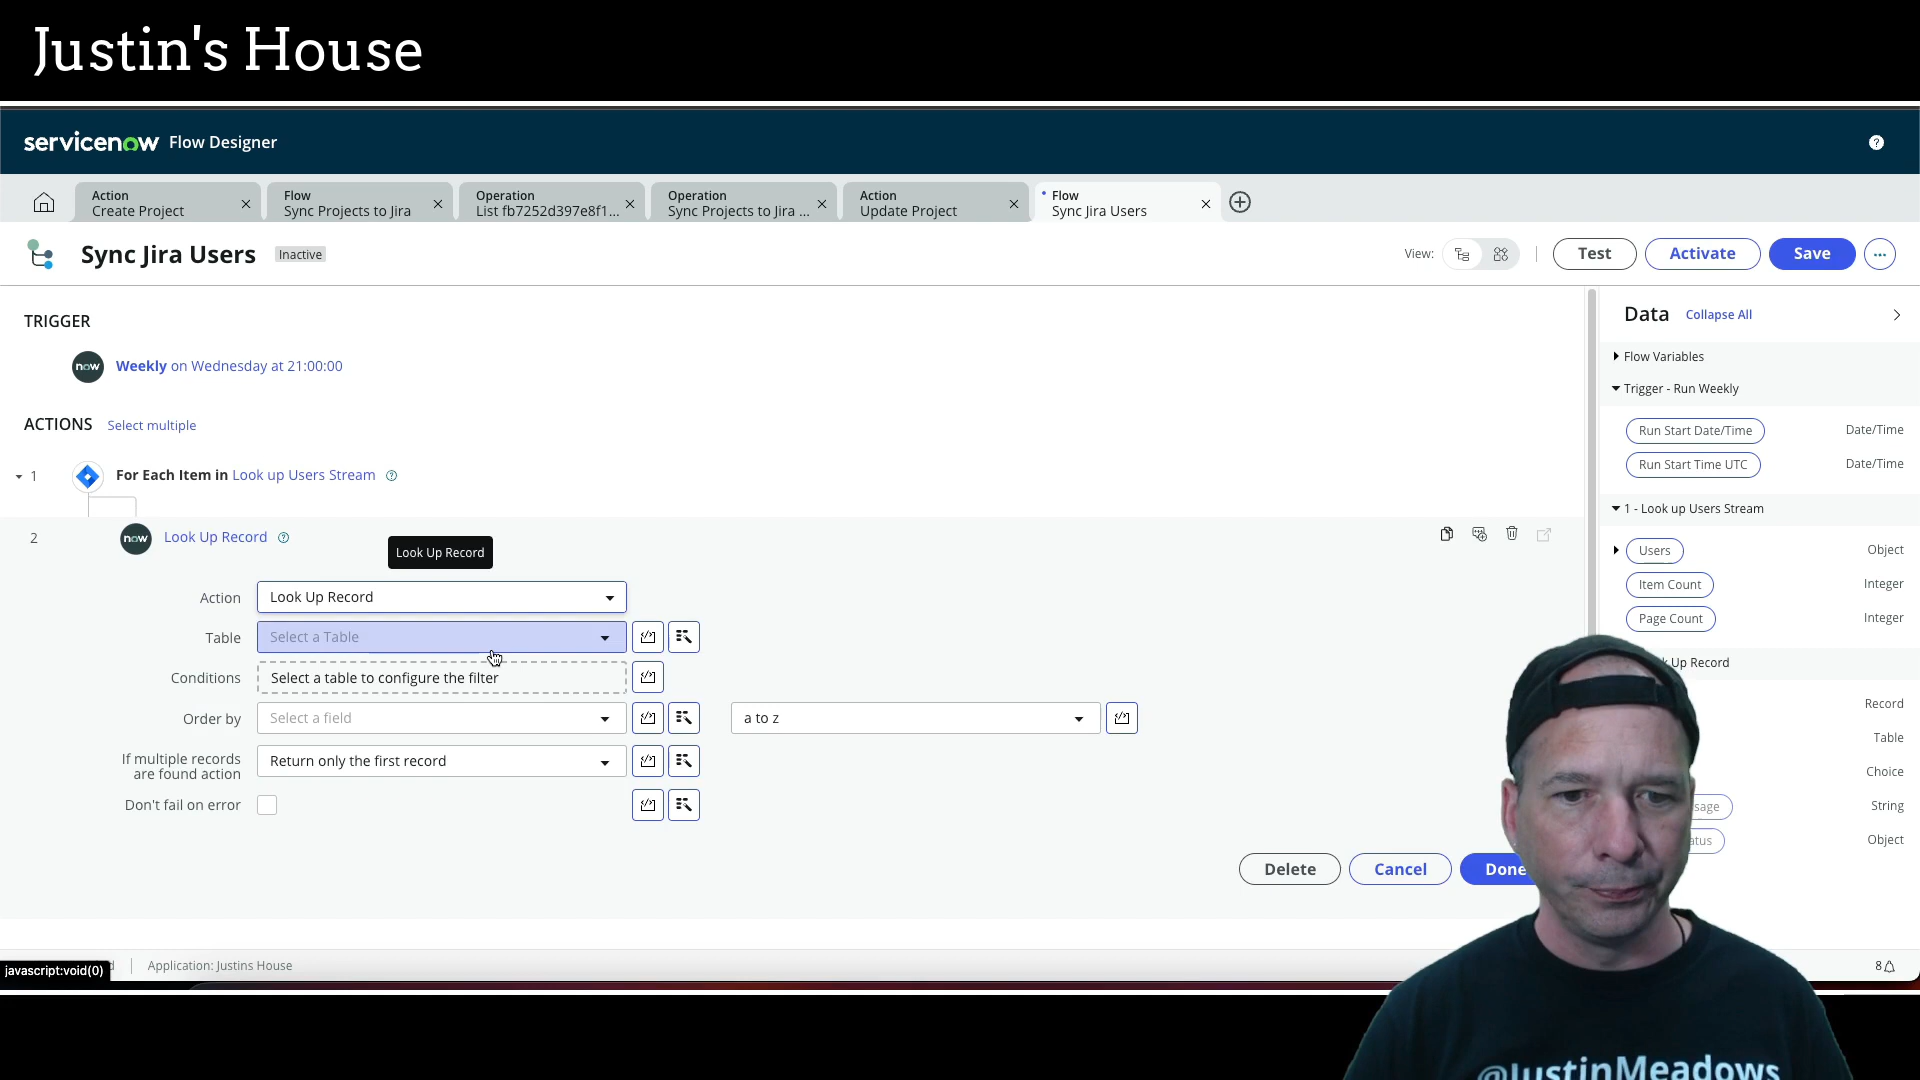 Justin's House
servicenow Flow Designer
Action
Create Project
Flow
Sync Projects to Jira
Operation
List fb7252d397e8f1...
Operation
Sync Projects to Jira ...
Action
Update Project
Flow
Sync Jira Users
Sync Jira Users Inactive
View:
Test
Activate
Save
TRIGGER
now
Weekly on Wednesday at 21:00:00
ACTIONS Select multiple
1 For Each Item in Look up Users Stream
2 now Look Up Record
Look Up Record
Action Look Up Record
Table Select a Table
Conditions Select a table to configure the filter
Order by Select a field a to z
If multiple records
are found action
Return only the first record
Don't fail on error
Delete Cancel Done
javascript:void(0)
Application: Justins House
Data Collapse All
Flow Variables
Trigger - Run Weekly
Run Start Date/Time Date/Time
Run Start Time UTC Date/Time
1 - Look up Users Stream
Users Object
Item Count Integer
Page Count Integer
Up Record
Record
Table
Choice
sage String
atus Object
8
@JustinMeadows